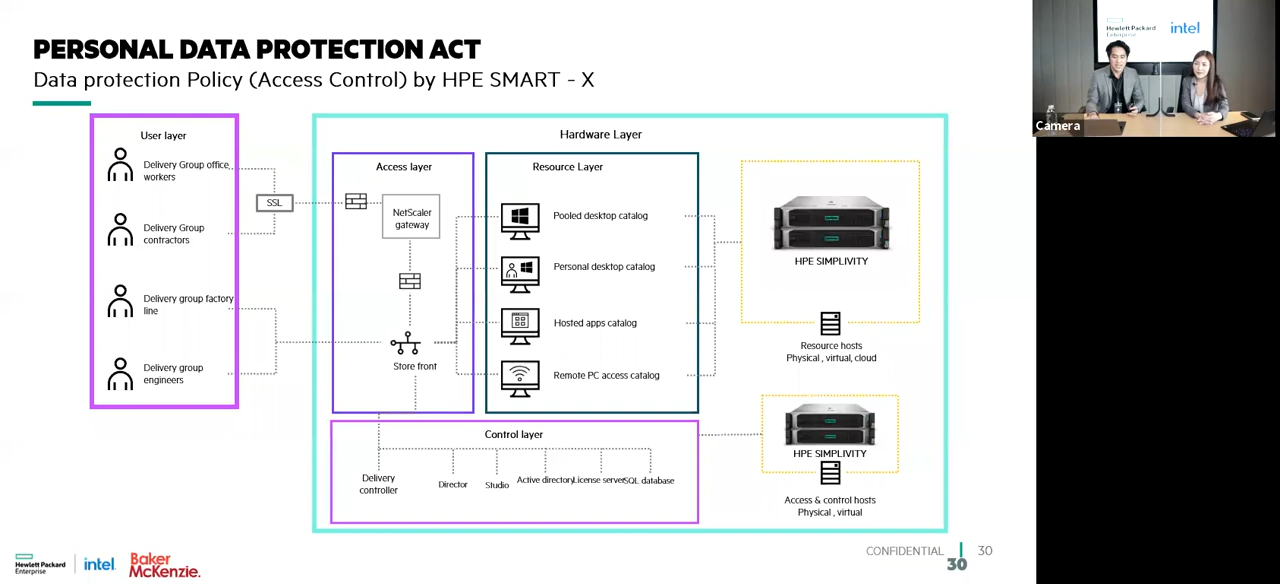 PERSONAL DATA PROTECTION ACT
Data protection Policy (Access Control) by HPE SMART - X
User layer
Delivery Group office
workers
Delivery Group
contractors
Delivery group factory
line
Delivery group
engineers
SSL
Hardware Layer
Access layer
NetScaler
gateway
Store front
Resource Layer
Pooled desktop catalog
Personal desktop catalog
Hosted apps catalog
Remote PC access catalog
Control layer
Delivery
controller
Director
Studio
Active directory
License server
SQL database
HPE SIMPLIVITY
Resource hosts
Physical , virtual, cloud
HPE SIMPLIVITY
Access & control hosts
Physical , virtual
Hewlett Packard
Enterprise
intel.
Baker
McKenzie.
CONFIDENTIAL
30
30
Hewlett Packard
Enterprise
intel
Camera